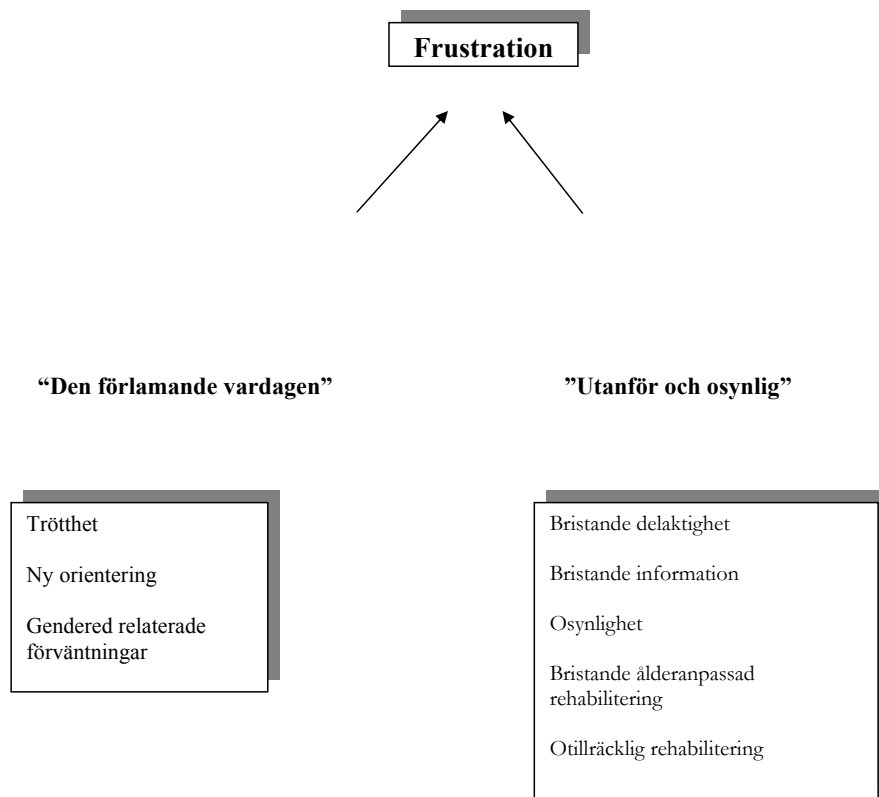 Frustration
“Den förlamande vardagen”
”Utanför och osynlig”
Trötthet
Ny orientering
Gendered relaterade
förväntningar
Bristande delaktighet
Bristande information
Osynlighet
Bristande ålderanpassad
rehabilitering
Otillräcklig rehabilitering